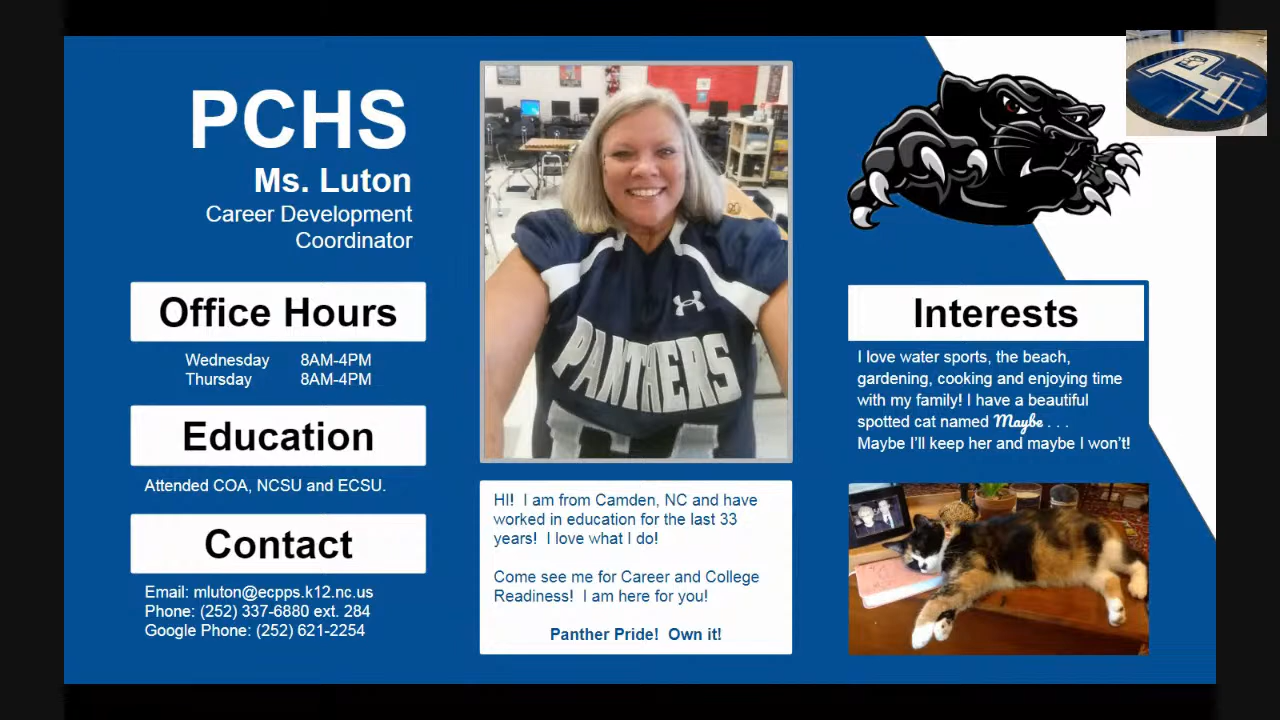 PCHS
Ms. Luton
Career Development
Coordinator
Office Hours
Wednesday 8AM-4PM
Thursday 8AM-4PM
Education
Attended COA, NCSU and ECSU.
Contact
Email: mluton@ecpps.k12.nc.us
Phone: (252) 337-6880 ext. 284
Google Phone: (252) 621-2254
PANTHERS
HI! I am from Camden, NC and have
worked in education for the last 33
years! I love what I do!
Come see me for Career and College
Readiness! I am here for you!
Panther Pride! Own it!
Interests
I love water sports, the beach,
gardening, cooking and enjoying time
with my family! I have a beautiful
spotted cat named Maybe . . .
Maybe I'll keep her and maybe I won't!